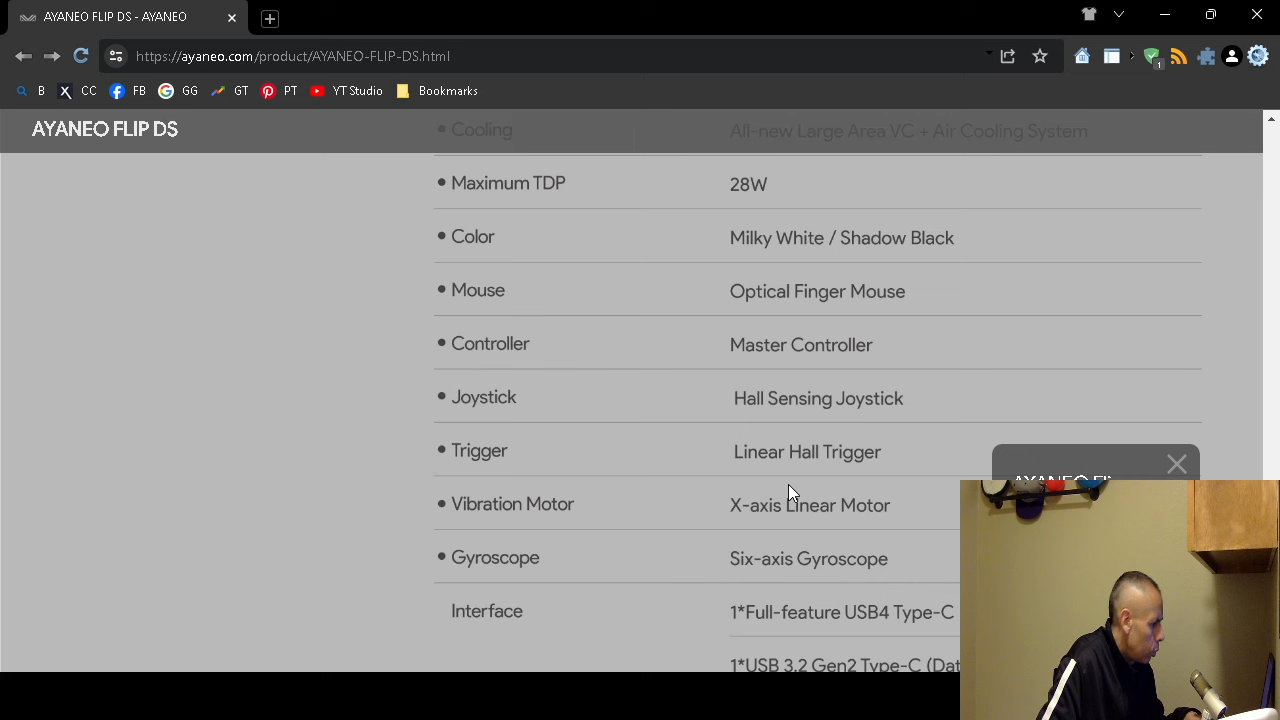 AYANEO FLIP DS - AYANEO
https://ayaneo.com/product/AYANEO-FLIP-DS.html
1
B CC FB GG GT PT YT Studio Bookmarks
AYANEO FLIP DS
• Cooling All-new Large Area VC + Air Cooling System
• Maximum TDP 28W
• Color Milky White / Shadow Black
• Mouse Optical Finger Mouse
• Controller Master Controller
• Joystick Hall Sensing Joystick
• Trigger Linear Hall Trigger
• Vibration Motor X-axis Linear Motor
• Gyroscope Six-axis Gyroscope
Interface 1*Full-feature USB4 Type-C
1*USB 3.2 Gen2 Type-C